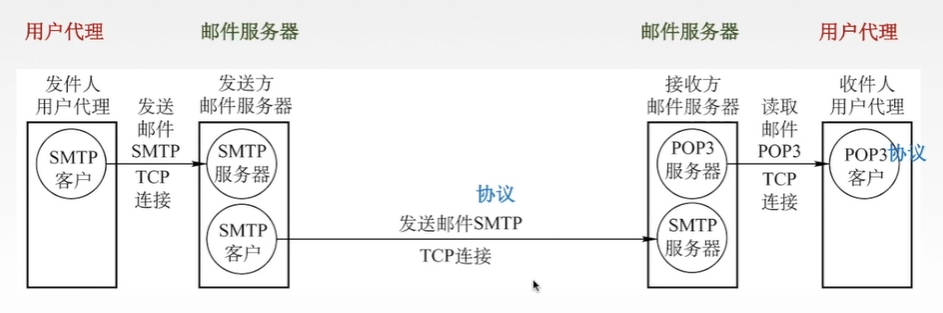 用户代理
邮件服务器
邮件服务器
用户代理
发件人
用户代理
发送
邮件
SMTP
TCP
连接
发送方
邮件服务器
接收方
邮件服务器
读取
邮件
POP3
TCP
连接
收件人
用户代理
SMTP
客户
SMTP
服务器
POP3
服务器
POP3
客户
协议
SMTP
客户
协议
发送邮件SMTP
TCP连接
SMTP
服务器